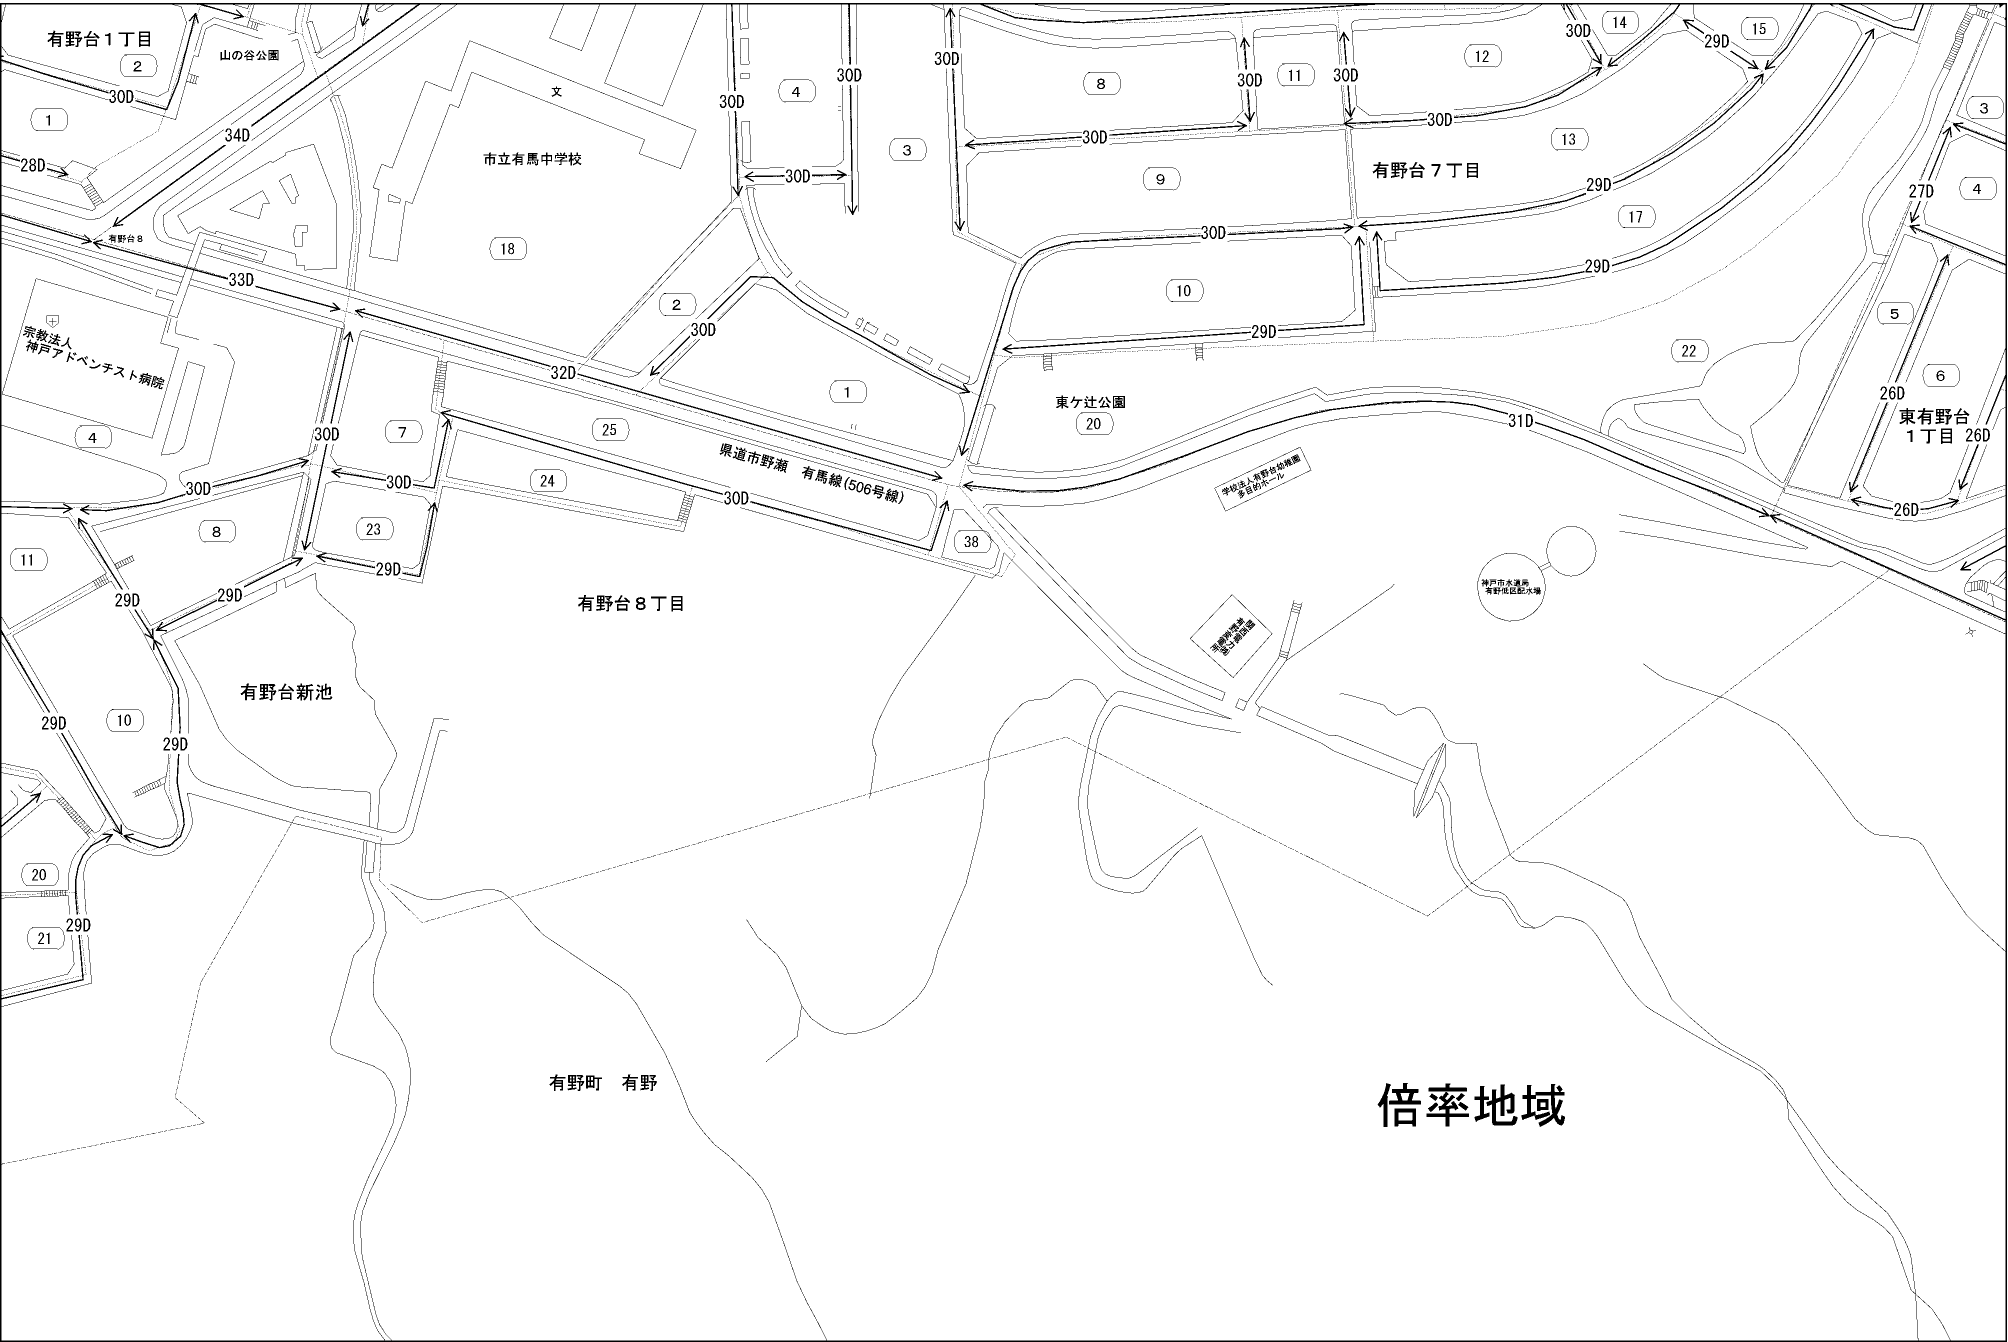 有野台１丁目
2
山の谷公園
30D
1
28D
34D
有野台８
33D
文
市立有馬中学校
18
30D
4
30D
30D
3
30D
8
30D
11
30D
12
30D
14
29D
15
30D
30D
13
有野台７丁目
9
29D
17
30D
29D
10
29D
3
4
27D
5
6
26D
東有野台
１丁目
26D
26D
22
2
30D
1
32D
宗教法人
神戸アドベンチスト病院
4
30D
7
25
県道市野瀬　有馬線(506号線)
東ケ辻公園
20
31D
学校法人有野台幼稚園
多目的ホール
30D
30D
24
30D
38
23
8
11
29D
29D
29D
有野台８丁目
神戸市水道局
有野低区配水場
有野台新池
10
29D
29D
20
21
29D
有野町　有野
倍率地域